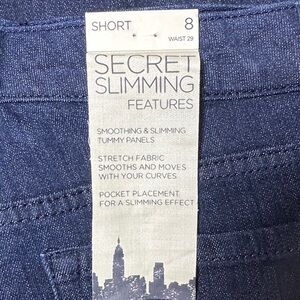 SHORT 8
WAIST 29
SECRET
SLIMMING
FEATURES
SMOOTHING & SLIMMING
TUMMY PANELS
STRETCH FABRIC
SMOOTHS AND MOVES
WITH YOUR CURVES
POCKET PLACEMENT
FOR A SLIMMING EFFECT